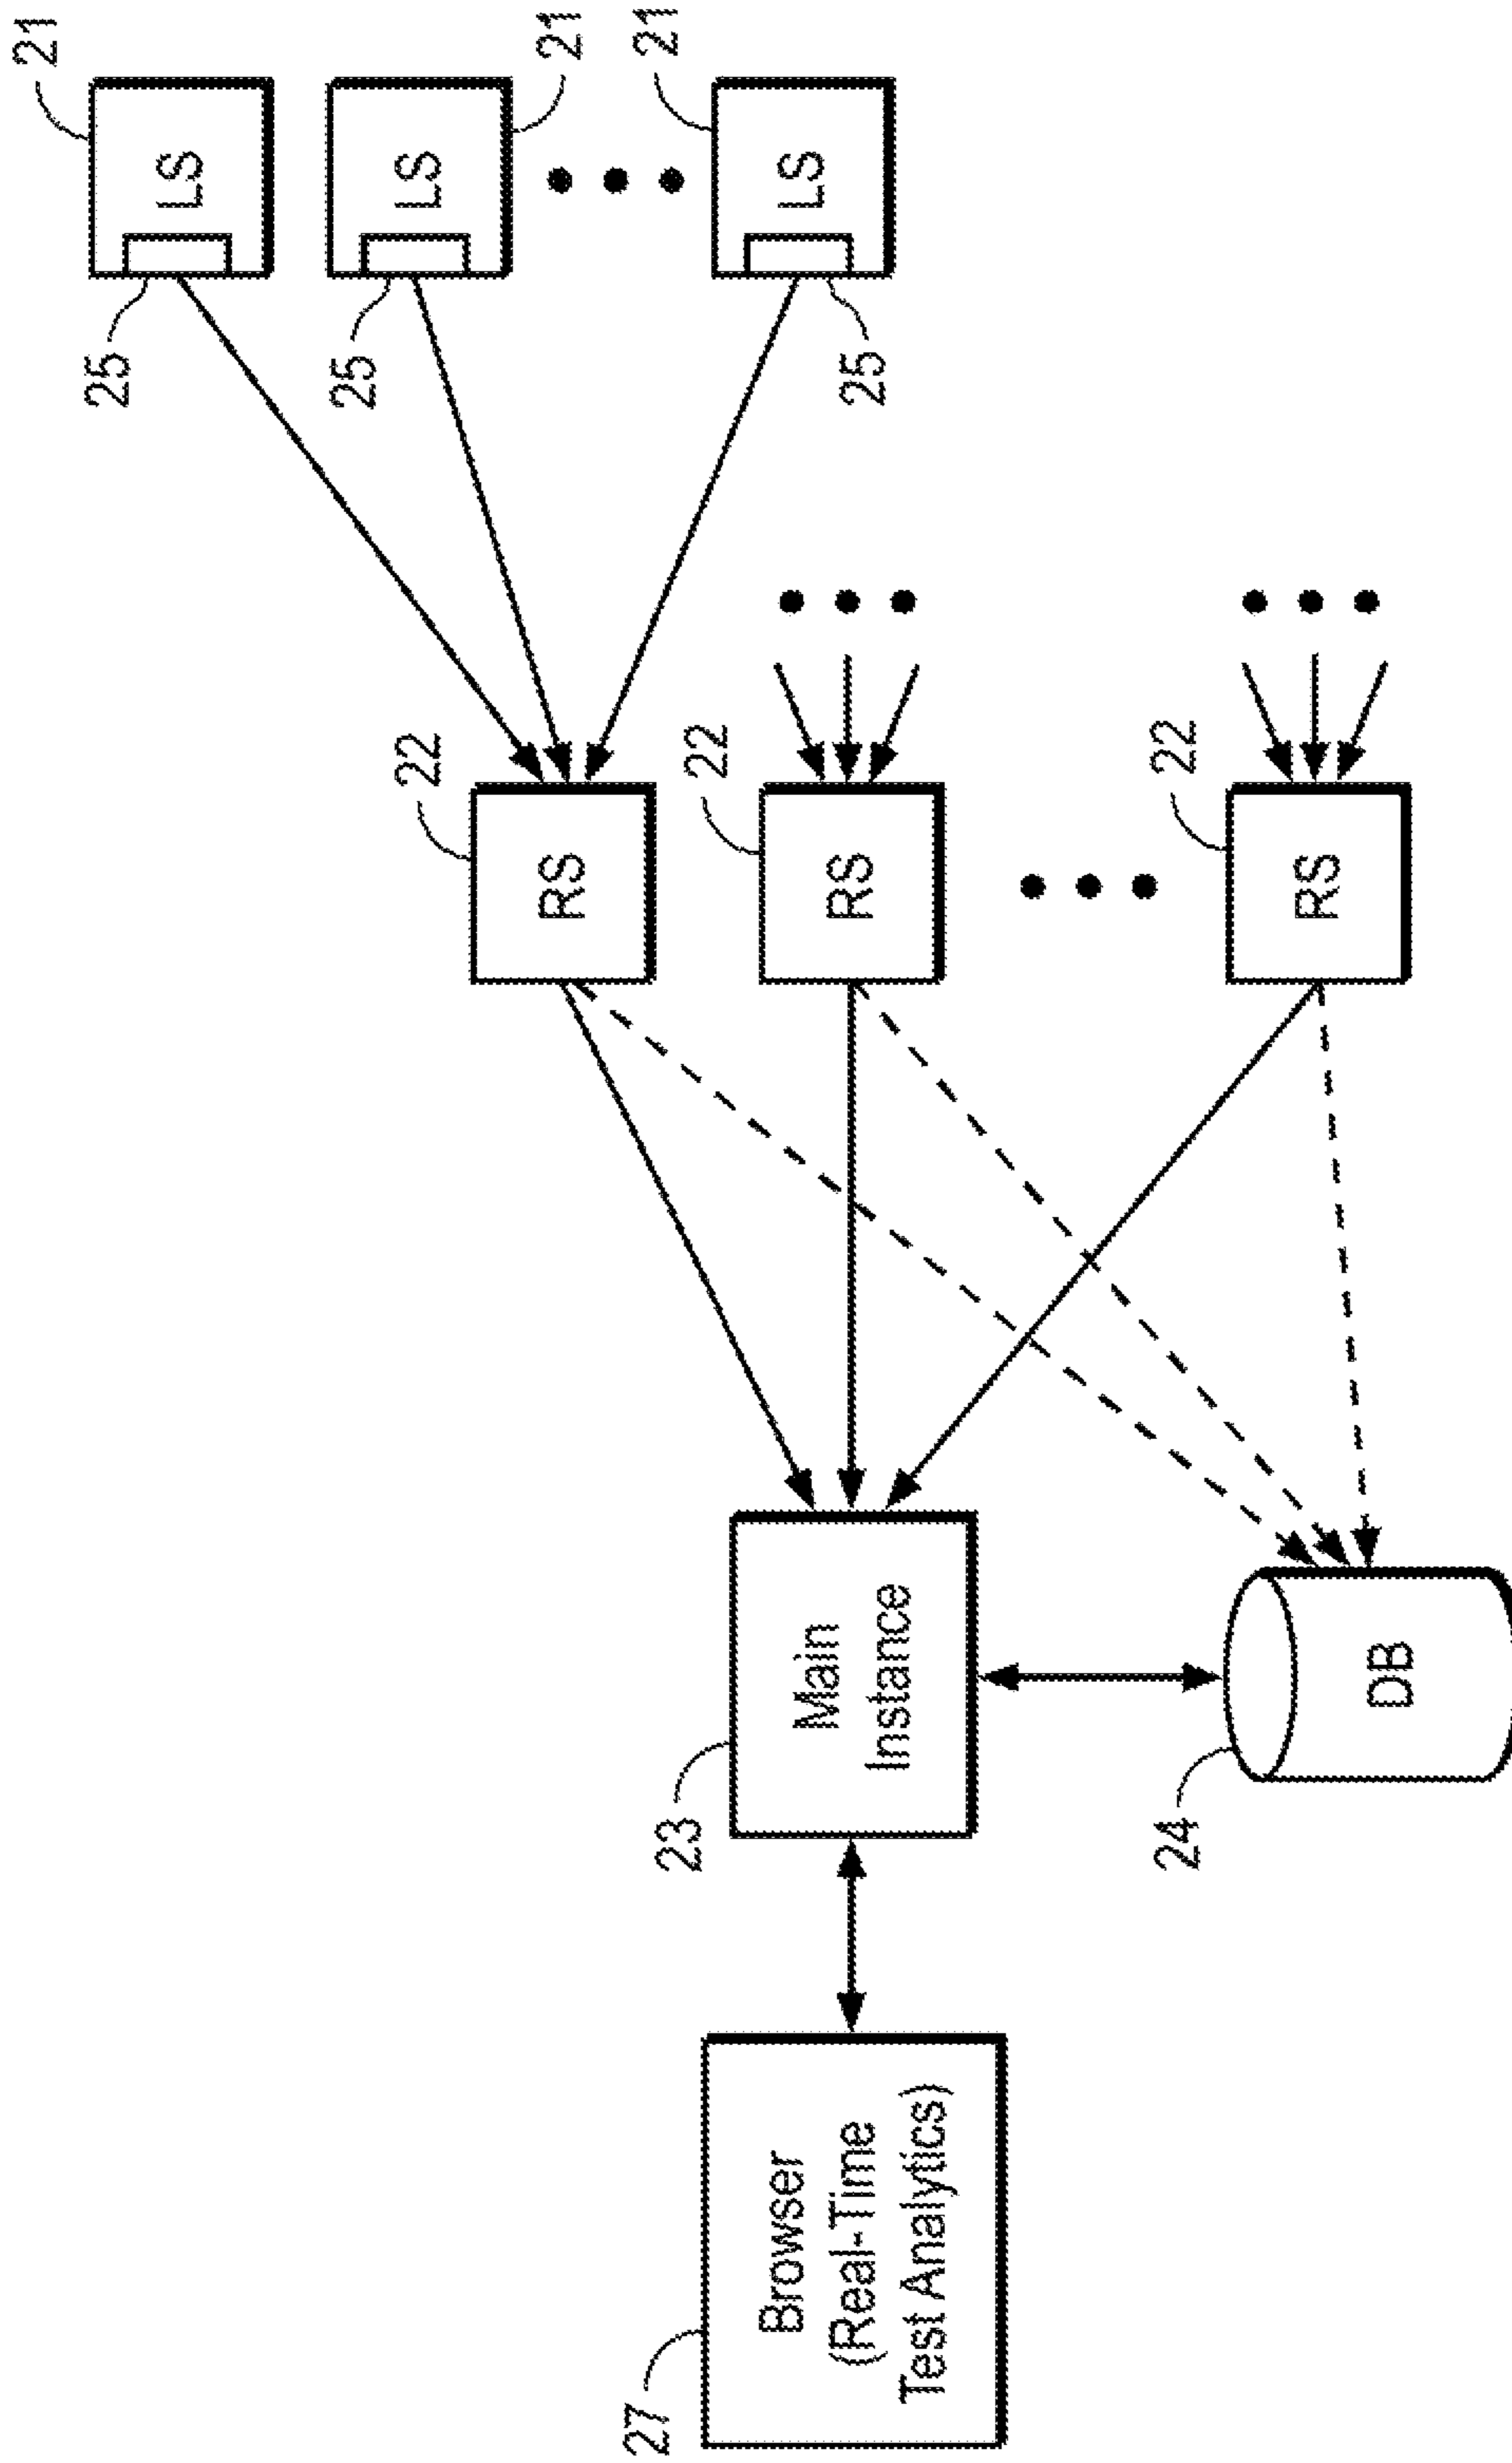 21
LS
25
21
LS
25
21
LS
25
22
RS
22
RS
22
RS
23
Main
Instance
24
DB
27
Browser
(Real-Time
Test Analytics)